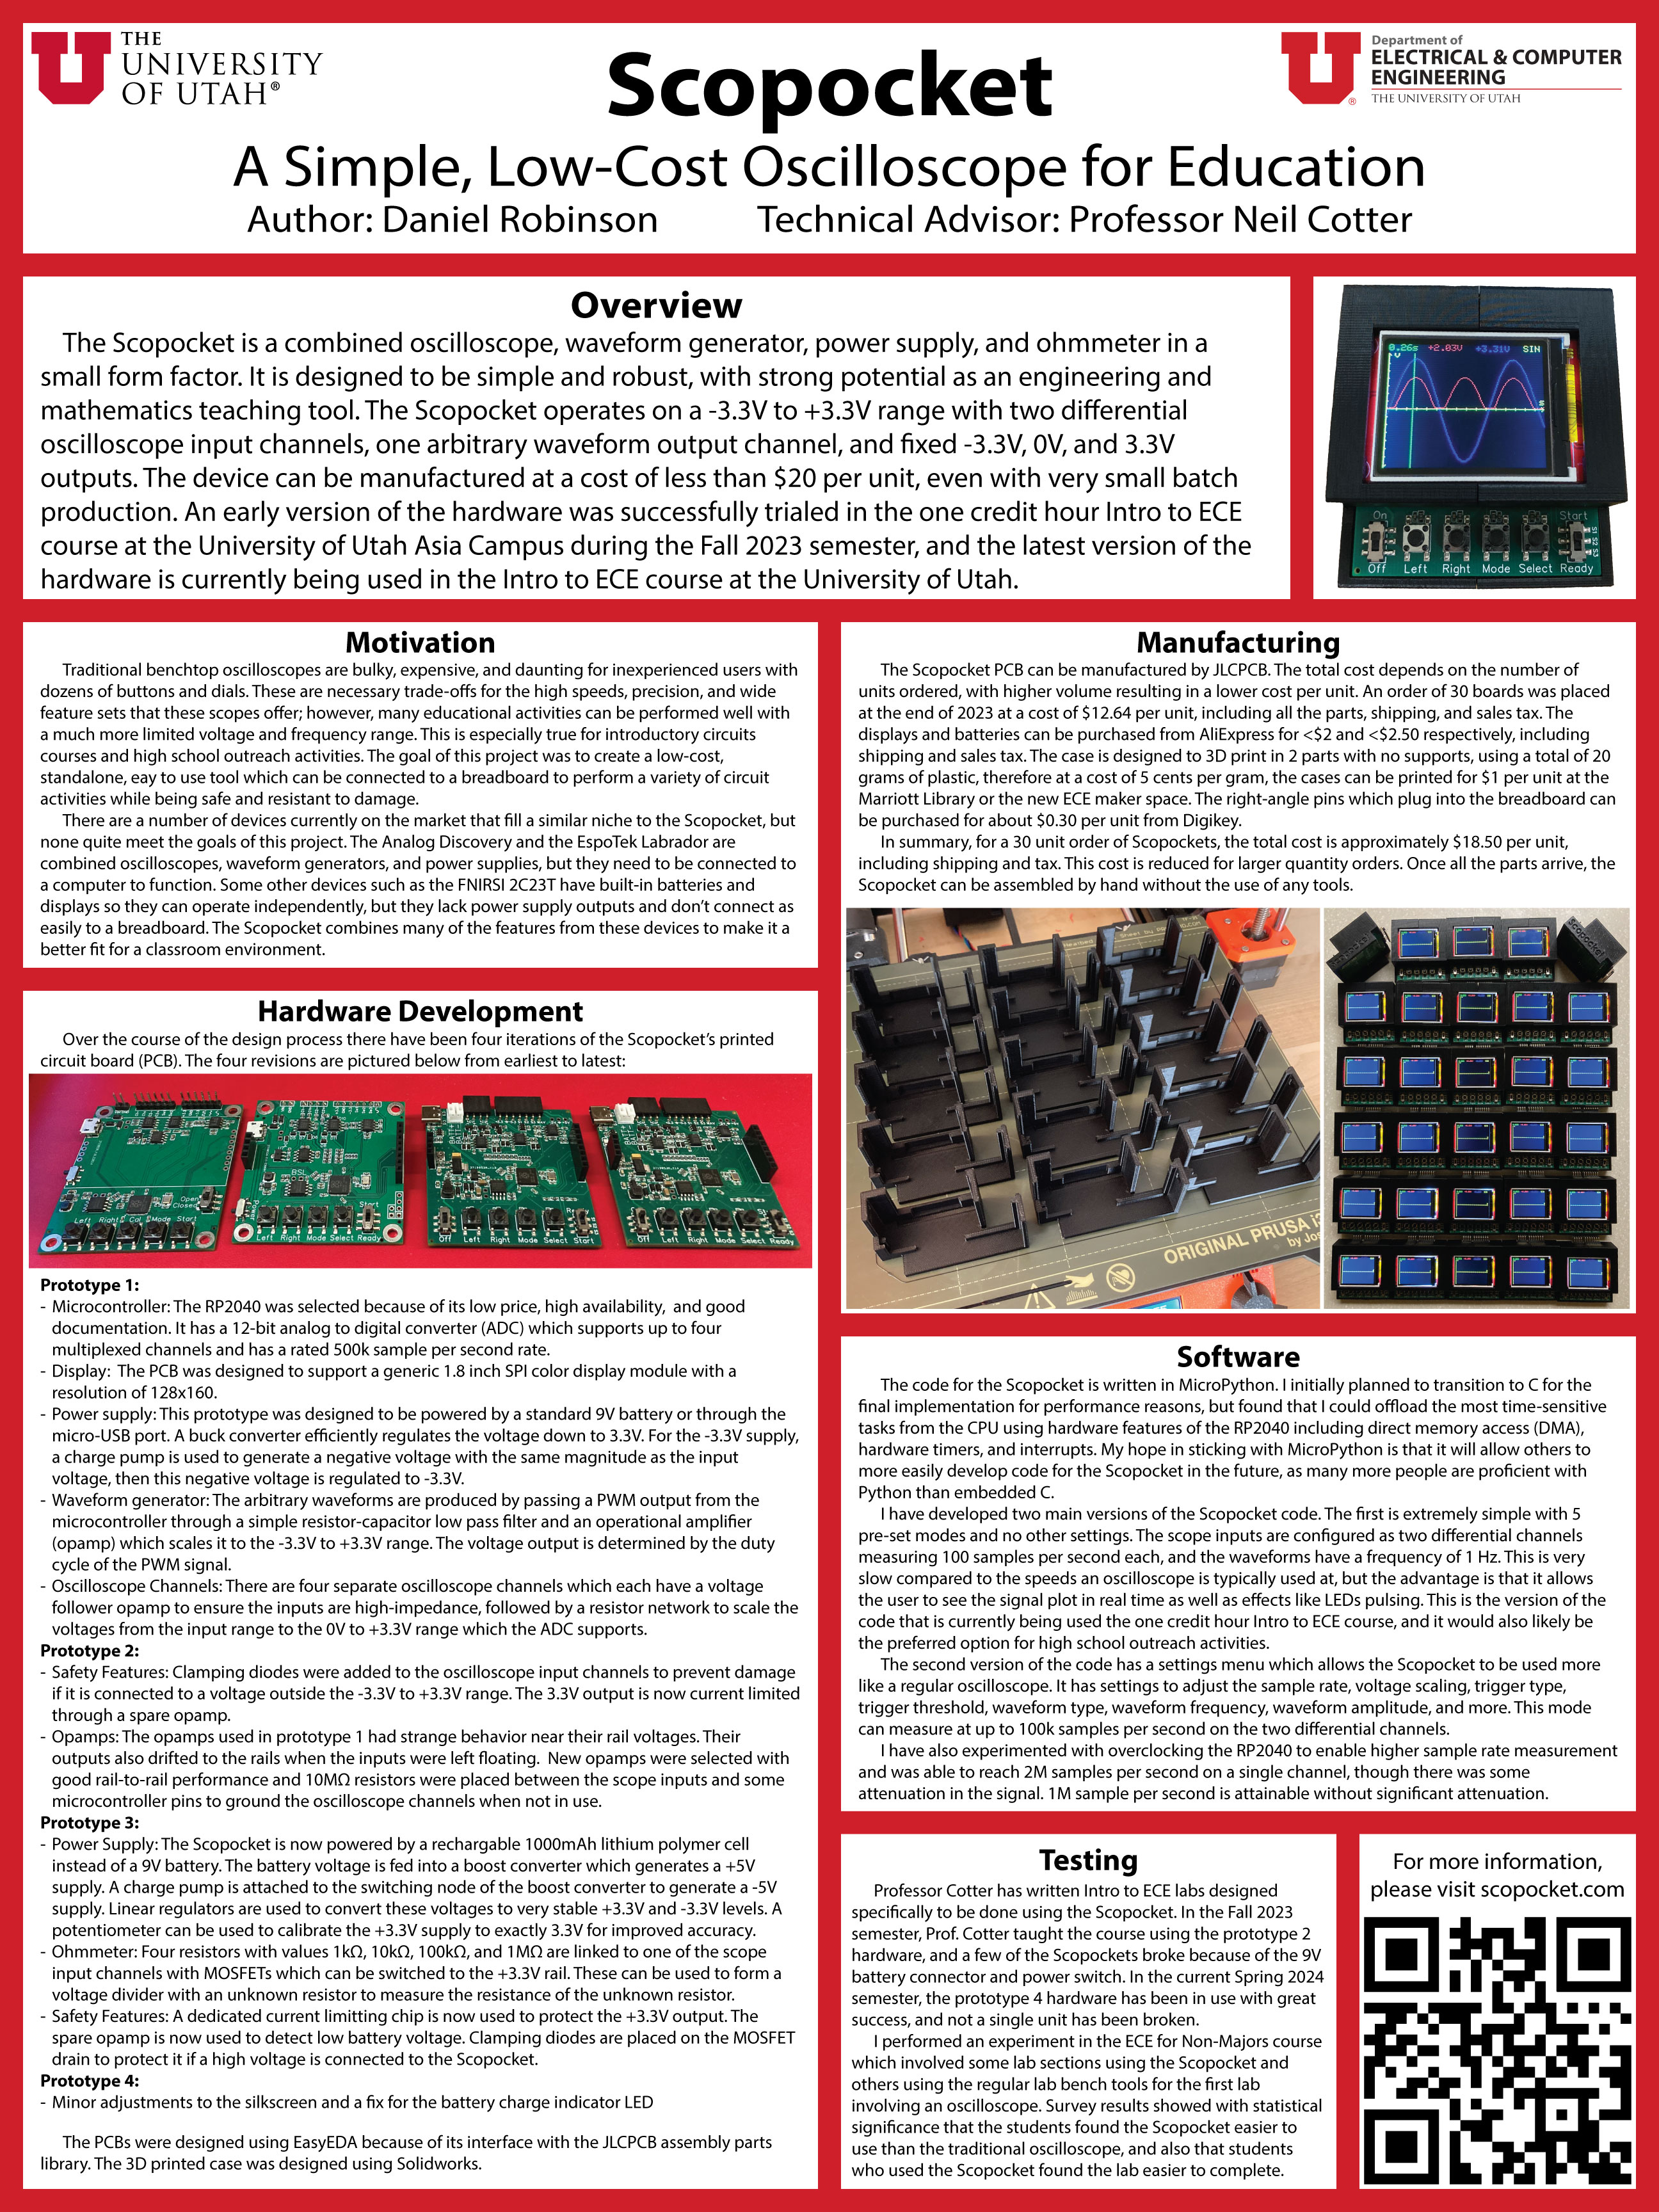 THE
UNIVERSITY
OF UTAH®
Scopocket
Department of
ELECTRICAL & COMPUTER
ENGINEERING
THE UNIVERSITY OF UTAH
A Simple, Low-Cost Oscilloscope for Education
Author: Daniel Robinson Technical Advisor: Professor Neil Cotter
Overview
The Scopocket is a combined oscilloscope, waveform generator, power supply, and ohmmeter in a
small form factor. It is designed to be simple and robust, with strong potential as an engineering and
mathematics teaching tool. The Scopocket operates on a -3.3V to +3.3V range with two differential
oscilloscope input channels, one arbitrary waveform output channel, and fixed -3.3V, 0V, and 3.3V
outputs. The device can be manufactured at a cost of less than $20 per unit, even with very small batch
production. An early version of the hardware was successfully trialed in the one credit hour Intro to ECE
course at the University of Utah Asia Campus during the Fall 2023 semester, and the latest version of the
hardware is currently being used in the Intro to ECE course at the University of Utah.
0.26s +2.03V +3.31V SIN
On Start
Off Left Right Mode Select Ready
Motivation
Traditional benchtop oscilloscopes are bulky, expensive, and daunting for inexperienced users with
dozens of buttons and dials. These are necessary trade-offs for the high speeds, precision, and wide
feature sets that these scopes offer; however, many educational activities can be performed well with
a much more limited voltage and frequency range. This is especially true for introductory circuits
courses and high school outreach activities. The goal of this project was to create a low-cost,
standalone, eay to use tool which can be connected to a breadboard to perform a variety of circuit
activities while being safe and resistant to damage.
There are a number of devices currently on the market that fill a similar niche to the Scopocket, but
none quite meet the goals of this project. The Analog Discovery and the EspoTek Labrador are
combined oscilloscopes, waveform generators, and power supplies, but they need to be connected to
a computer to function. Some other devices such as the FNIRSI 2C23T have built-in batteries and
displays so they can operate independently, but they lack power supply outputs and don't connect as
easily to a breadboard. The Scopocket combines many of the features from these devices to make it a
better fit for a classroom environment.
Hardware Development
Over the course of the design process there have been four iterations of the Scopocket's printed
circuit board (PCB). The four revisions are pictured below from earliest to latest:
Open
Closed
Left Right Cal Mode Start
BSL
Power
Start
Left Right Mode Select Ready
Off Left Right Mode Select Start
Off Left Right Mode Select Ready
Prototype 1:
- Microcontroller: The RP2040 was selected because of its low price, high availability, and good
documentation. It has a 12-bit analog to digital converter (ADC) which supports up to four
multiplexed channels and has a rated 500k sample per second rate.
- Display: The PCB was designed to support a generic 1.8 inch SPI color display module with a
resolution of 128x160.
- Power supply: This prototype was designed to be powered by a standard 9V battery or through the
micro-USB port. A buck converter efficiently regulates the voltage down to 3.3V. For the -3.3V supply,
a charge pump is used to generate a negative voltage with the same magnitude as the input
voltage, then this negative voltage is regulated to -3.3V.
- Waveform generator: The arbitrary waveforms are produced by passing a PWM output from the
microcontroller through a simple resistor-capacitor low pass filter and an operational amplifier
(opamp) which scales it to the -3.3V to +3.3V range. The voltage output is determined by the duty
cycle of the PWM signal.
- Oscilloscope Channels: There are four separate oscilloscope channels which each have a voltage
follower opamp to ensure the inputs are high-impedance, followed by a resistor network to scale the
voltages from the input range to the 0V to +3.3V range which the ADC supports.
Prototype 2:
- Safety Features: Clamping diodes were added to the oscilloscope input channels to prevent damage
if it is connected to a voltage outside the -3.3V to +3.3V range. The 3.3V output is now current limited
through a spare opamp.
- Opamps: The opamps used in prototype 1 had strange behavior near their rail voltages. Their
outputs also drifted to the rails when the inputs were left floating. New opamps were selected with
good rail-to-rail performance and 10MΩ resistors were placed between the scope inputs and some
microcontroller pins to ground the oscilloscope channels when not in use.
Prototype 3:
- Power Supply: The Scopocket is now powered by a rechargable 1000mAh lithium polymer cell
instead of a 9V battery. The battery voltage is fed into a boost converter which generates a +5V
supply. A charge pump is attached to the switching node of the boost converter to generate a -5V
supply. Linear regulators are used to convert these voltages to very stable +3.3V and -3.3V levels. A
potentiometer can be used to calibrate the +3.3V supply to exactly 3.3V for improved accuracy.
- Ohmmeter: Four resistors with values 1kΩ, 10kΩ, 100kΩ, and 1MΩ are linked to one of the scope
input channels with MOSFETs which can be switched to the +3.3V rail. These can be used to form a
voltage divider with an unknown resistor to measure the resistance of the unknown resistor.
- Safety Features: A dedicated current limitting chip is now used to protect the +3.3V output. The
spare opamp is now used to detect low battery voltage. Clamping diodes are placed on the MOSFET
drain to protect it if a high voltage is connected to the Scopocket.
Prototype 4:
- Minor adjustments to the silkscreen and a fix for the battery charge indicator LED
The PCBs were designed using EasyEDA because of its interface with the JLCPCB assembly parts
library. The 3D printed case was designed using Solidworks.
Manufacturing
The Scopocket PCB can be manufactured by JLCPCB. The total cost depends on the number of
units ordered, with higher volume resulting in a lower cost per unit. An order of 30 boards was placed
at the end of 2023 at a cost of $12.64 per unit, including all the parts, shipping, and sales tax. The
displays and batteries can be purchased from AliExpress for <$2 and <$2.50 respectively, including
shipping and sales tax. The case is designed to 3D print in 2 parts with no supports, using a total of 20
grams of plastic, therefore at a cost of 5 cents per gram, the cases can be printed for $1 per unit at the
Marriott Library or the new ECE maker space. The right-angle pins which plug into the breadboard can
be purchased for about $0.30 per unit from Digikey.
In summary, for a 30 unit order of Scopockets, the total cost is approximately $18.50 per unit,
including shipping and tax. This cost is reduced for larger quantity orders. Once all the parts arrive, the
Scopocket can be assembled by hand without the use of any tools.
ORIGINAL PRUSA i3
by Jos
Scopocket
Scopocket
Software
The code for the Scopocket is written in MicroPython. I initially planned to transition to C for the
final implementation for performance reasons, but found that I could offload the most time-sensitive
tasks from the CPU using hardware features of the RP2040 including direct memory access (DMA),
hardware timers, and interrupts. My hope in sticking with MicroPython is that it will allow others to
more easily develop code for the Scopocket in the future, as many more people are proficient with
Python than embedded C.
I have developed two main versions of the Scopocket code. The first is extremely simple with 5
pre-set modes and no other settings. The scope inputs are configured as two differential channels
measuring 100 samples per second each, and the waveforms have a frequency of 1 Hz. This is very
slow compared to the speeds an oscilloscope is typically used at, but the advantage is that it allows
the user to see the signal plot in real time as well as effects like LEDs pulsing. This is the version of the
code that is currently being used the one credit hour Intro to ECE course, and it would also likely be
the preferred option for high school outreach activities.
The second version of the code has a settings menu which allows the Scopocket to be used more
like a regular oscilloscope. It has settings to adjust the sample rate, voltage scaling, trigger type,
trigger threshold, waveform type, waveform frequency, waveform amplitude, and more. This mode
can measure at up to 100k samples per second on the two differential channels.
I have also experimented with overclocking the RP2040 to enable higher sample rate measurement
and was able to reach 2M samples per second on a single channel, though there was some
attenuation in the signal. 1M sample per second is attainable without significant attenuation.
Testing
Professor Cotter has written Intro to ECE labs designed
specifically to be done using the Scopocket. In the Fall 2023
semester, Prof. Cotter taught the course using the prototype 2
hardware, and a few of the Scopockets broke because of the 9V
battery connector and power switch. In the current Spring 2024
semester, the prototype 4 hardware has been in use with great
success, and not a single unit has been broken.
I performed an experiment in the ECE for Non-Majors course
which involved some lab sections using the Scopocket and
others using the regular lab bench tools for the first lab
involving an oscilloscope. Survey results showed with statistical
significance that the students found the Scopocket easier to
use than the traditional oscilloscope, and also that students
who used the Scopocket found the lab easier to complete.
For more information,
please visit scopocket.com